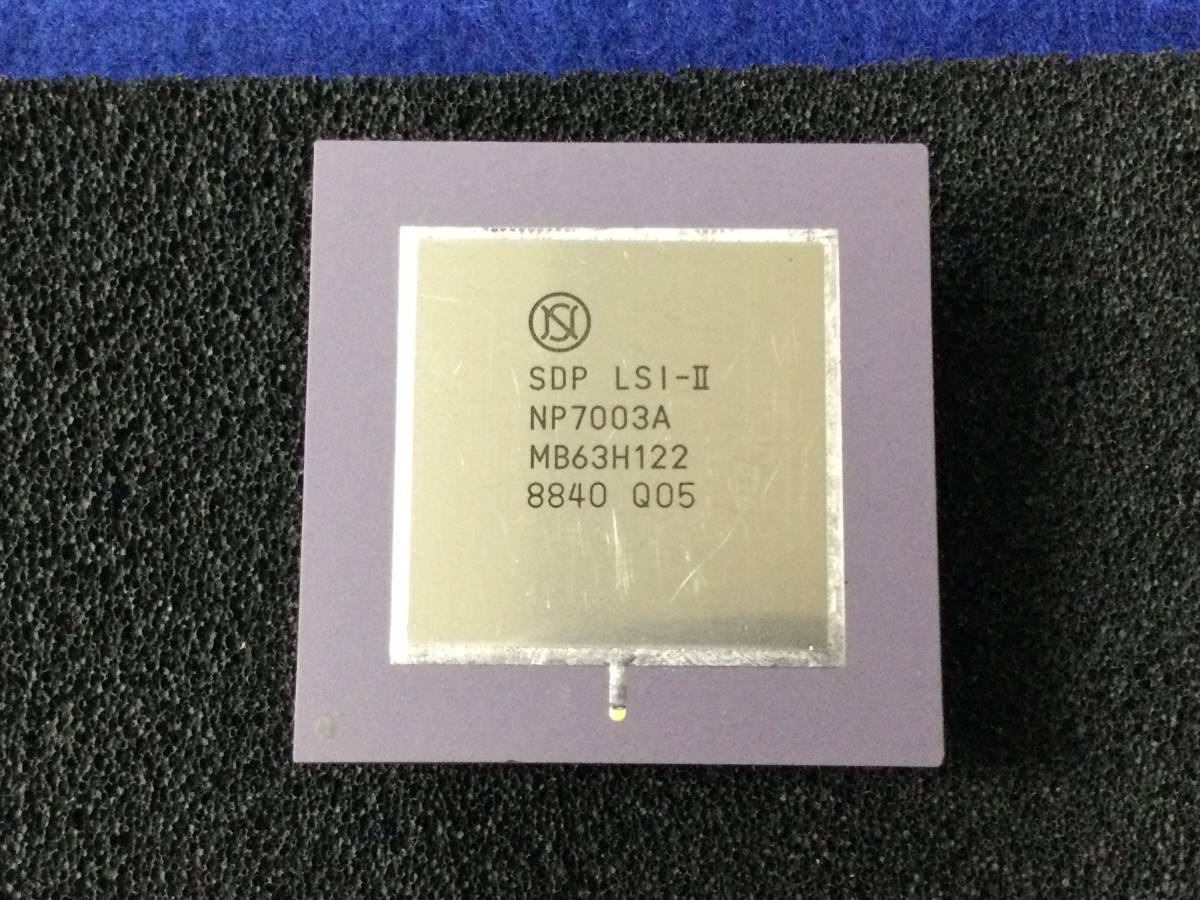 SDP LSI-Ⅱ
NP7003A
MB63H122
8840 Q05